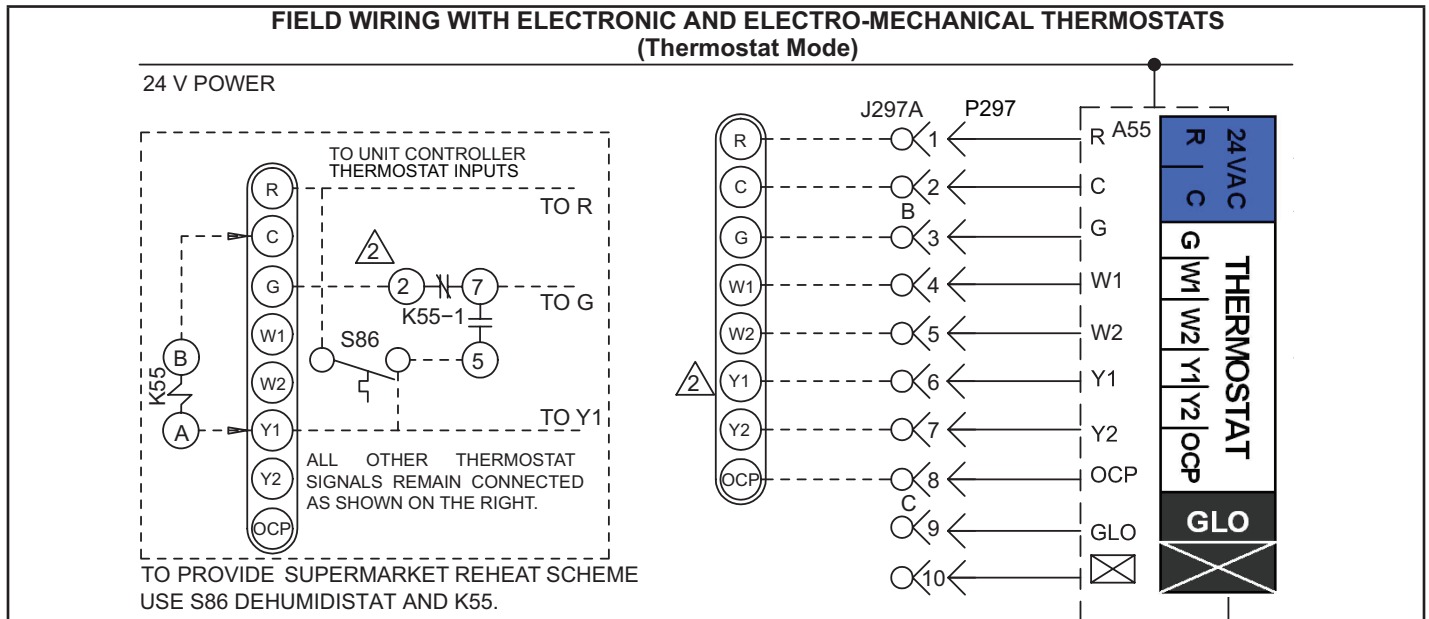 FIELD WIRING WITH ELECTRONIC AND ELECTRO-MECHANICAL THERMOSTATS
(Thermostat Mode)
24 V POWER
TO UNIT CONTROLLER
THERMOSTAT INPUTS
R
TO R
C
2
G
2
7
TO G
K55-1
W1
S86
5
B
K55
W2
A
Y1
TO Y1
Y2
ALL OTHER THERMOSTAT
SIGNALS REMAIN CONNECTED
AS SHOWN ON THE RIGHT.
OCP
TO PROVIDE SUPERMARKET REHEAT SCHEME
USE S86 DEHUMIDISTAT AND K55.
J297A
P297
R
1
R
A55
C
2
C
B
G
3
G
W1
4
W1
W2
5
W2
2
Y1
6
Y1
Y2
7
Y2
OCP
8
OCP
C
9
GLO
10
24VAC
R
C
THERMOSTAT
G
W1
W2
Y1
Y2
OCP
GLO